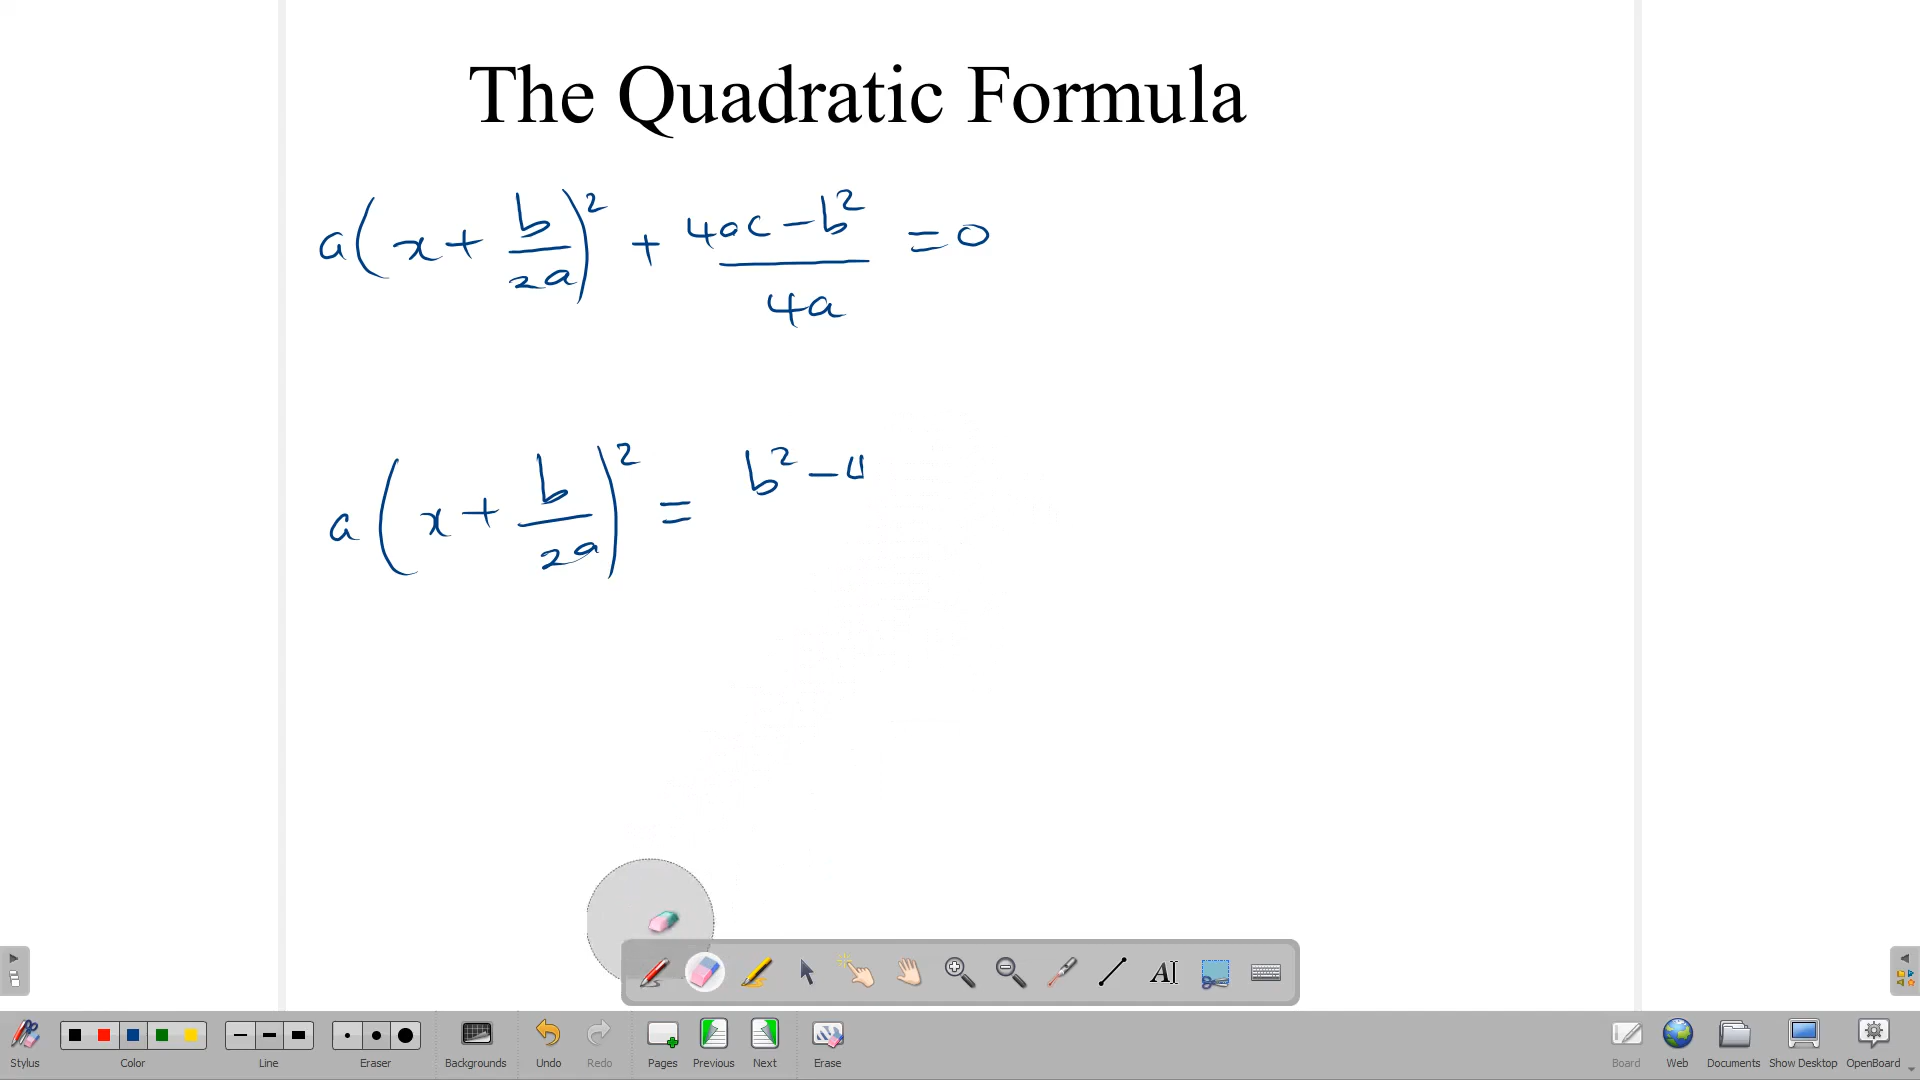 The Quadratic Formula
a(x + b/2a)² + (4ac − b²)/4a = 0
a(x + b/2a)² = b² − 4
Stylus Color Line Eraser Backgrounds Undo Redo Pages Previous Next Erase Board Web Documents Show Desktop OpenBoard